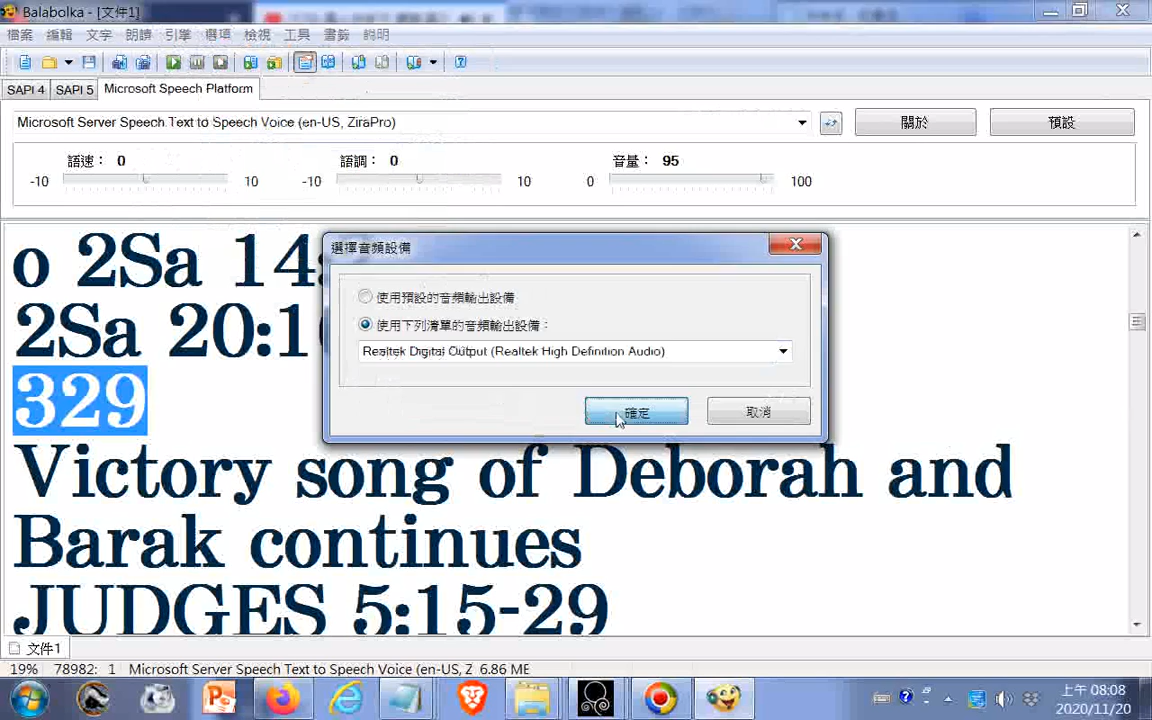 Balabolka - [文件1]
檔案 編輯 文字 朗讀 引擎 選項 檢視 工具 書籤 說明
SAPI 4 SAPI 5 Microsoft Speech Platform
Microsoft Server Speech Text to Speech Voice (en-US, ZiraPro)
關於 預設
語速: 0 語調: 0 音量: 95
-10 10 -10 10 0 100
選擇音頻設備
使用預設的音頻輸出設備
使用下列清單的音頻輸出設備:
Realtek Digital Output (Realtek High Definition Audio)
確定 取消
o 2Sa 14:
2Sa 20:1
329
Victory song of Deborah and
Barak continues
JUDGES 5:15-29
文件1
19% 78982: 1 Microsoft Server Speech Text to Speech Voice (en-US, Z 6.86 ME
上午 08:08
2020/11/20